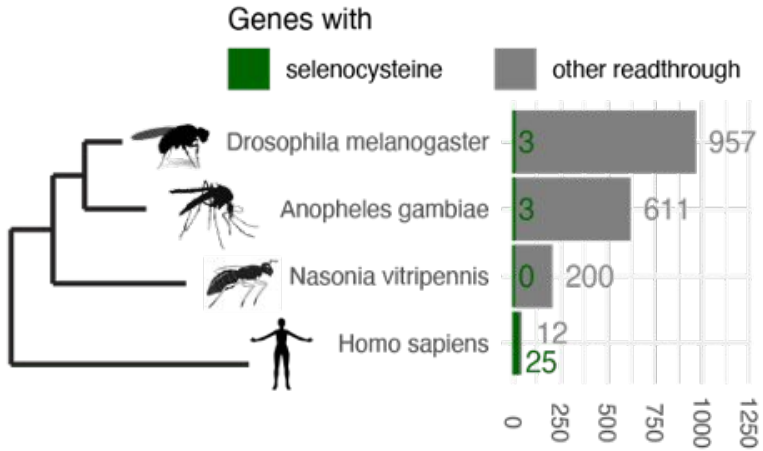 Genes with
selenocysteine other readthrough
Drosophila melanogaster 3 957
Anopheles gambiae 3 611
Nasonia vitripennis 0 200
Homo sapiens 12
25
0 250 500 750 1000 1250